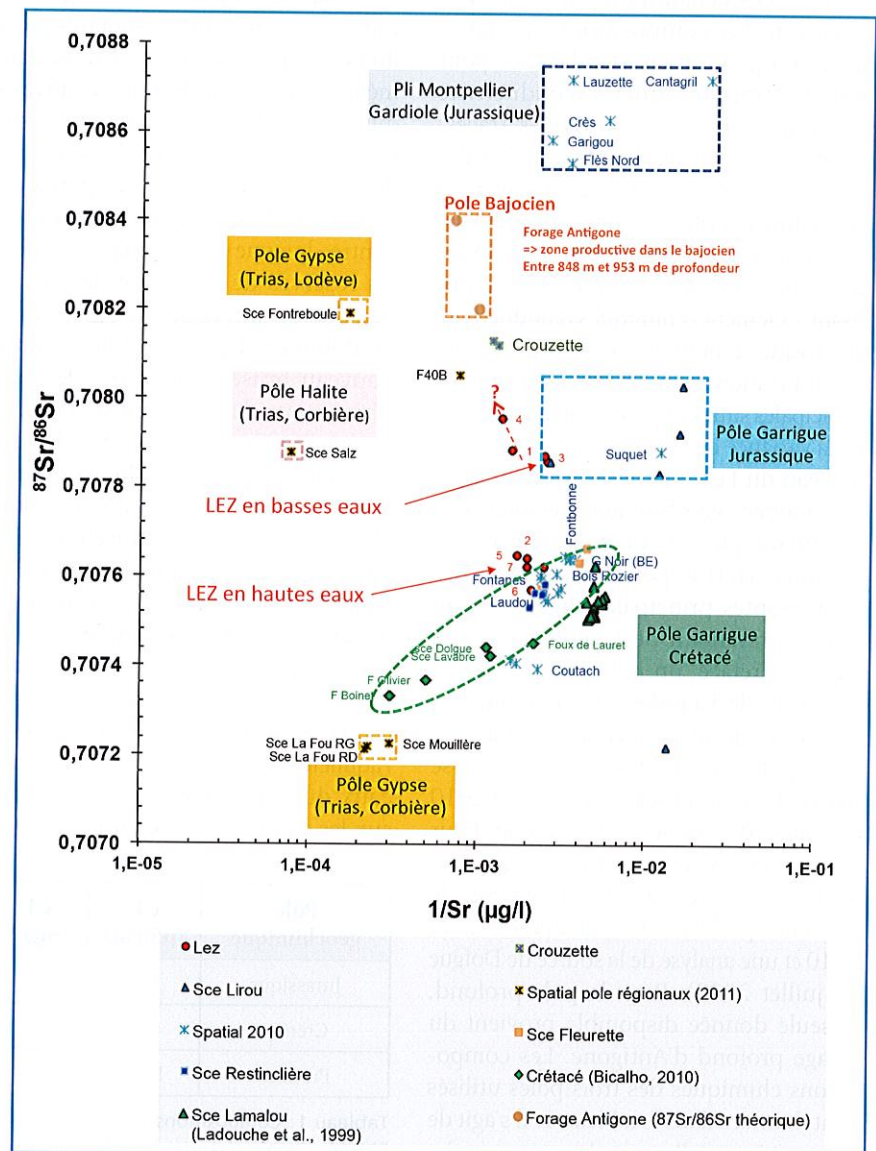 0,7088
0,7086
0,7084
0,7082
0,7080
0,7078
0,7076
0,7074
0,7072
0,7070
87Sr/86Sr
Pli Montpellier
Gardiole (Jurassique)
Lauzette
Cantagril
Crès
Garigou
Flés Nord
Pole Bajocien
Forage Antigone
=> zone productive dans le bajocien
Entre 848 m et 953 m de profondeur
Pole Gypse
(Trias, Lodève)
Sce Fontreboule
Crouzette
F40B
Pôle Halite
(Trias, Corbière)
Sce Salz
?
4
1
3
Suquet
Pôle Garrigue
Jurassique
LEZ en basses eaux
Fontbonne
2
5
7
6
G Noir (BE)
Fontanes
Bois Rozier
LEZ en hautes eaux
Laudou
Pôle Garrigue
Crétacé
Sce Dolgue
Sce Lavabre
Foux de Lauret
Coutach
F Olivier
F Boinet
Sce La Fou RG
Sce La Fou RD
Sce Mouillère
Pôle Gypse
(Trias, Corbière)
1,E-05
1,E-04
1,E-03
1,E-02
1,E-01
1/Sr (µg/l)
Lez
Sce Lirou
Spatial 2010
Sce Restinclière
Sce Lamalou
(Ladouche et al., 1999)
Crouzette
Spatial pole régionaux (2011)
Sce Fleurette
Crétacé (Bicalho, 2010)
Forage Antigone (87Sr/86Sr théorique)